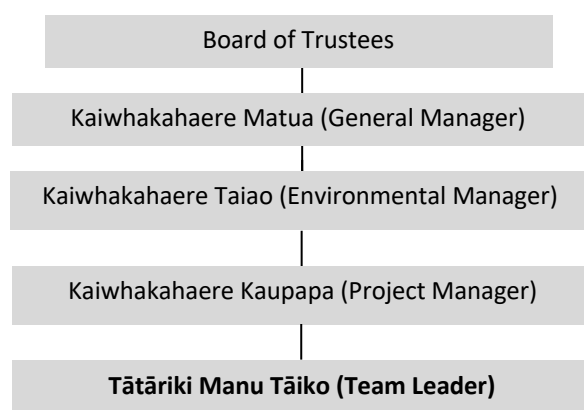 Board of Trustees
Kaiwhakahaere Matua (General Manager)
Kaiwhakahaere Taiao (Environmental Manager)
Kaiwhakahaere Kaupapa (Project Manager)
Tātāriki Manu Tāiko (Team Leader)